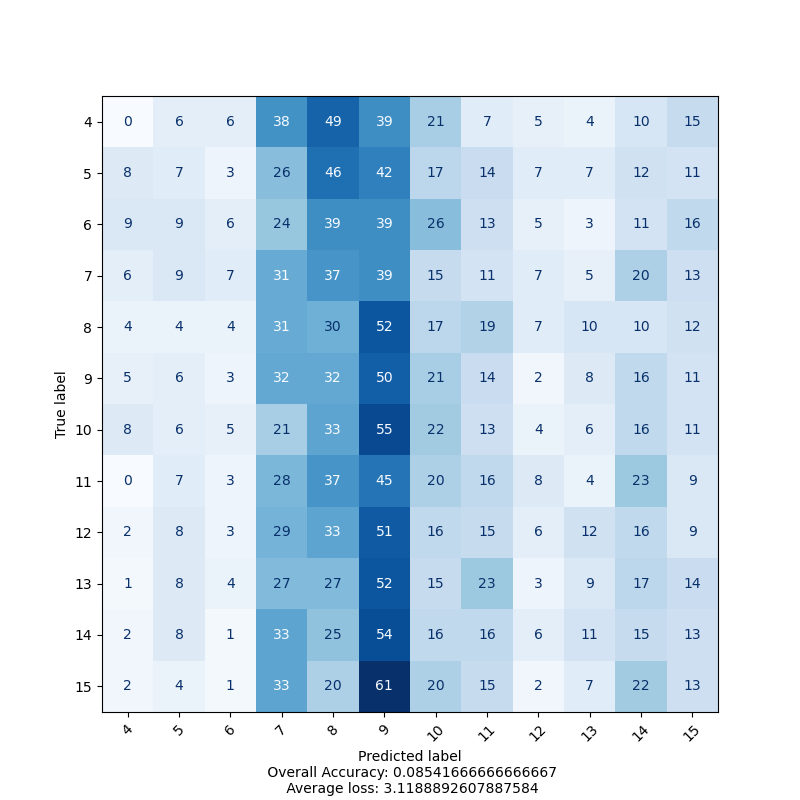 4 0 6 6 38 49 39 21 7 5 4 10 15
5 8 7 3 26 46 42 17 14 7 7 12 11
6 9 9 6 24 39 39 26 13 5 3 11 16
7 6 9 7 31 37 39 15 11 7 5 20 13
8 4 4 4 31 30 52 17 19 7 10 10 12
9 5 6 3 32 32 50 21 14 2 8 16 11
True label
10 8 6 5 21 33 55 22 13 4 6 16 11
11 0 7 3 28 37 45 20 16 8 4 23 9
12 2 8 3 29 33 51 16 15 6 12 16 9
13 1 8 4 27 27 52 15 23 3 9 17 14
14 2 8 1 33 25 54 16 16 6 11 15 13
15 2 4 1 33 20 61 20 15 2 7 22 13
4 5 6 7 8 9 10 11 12 13 14 15
Predicted label
Overall Accuracy: 0.08541666666666667
Average loss: 3.1188892607887584